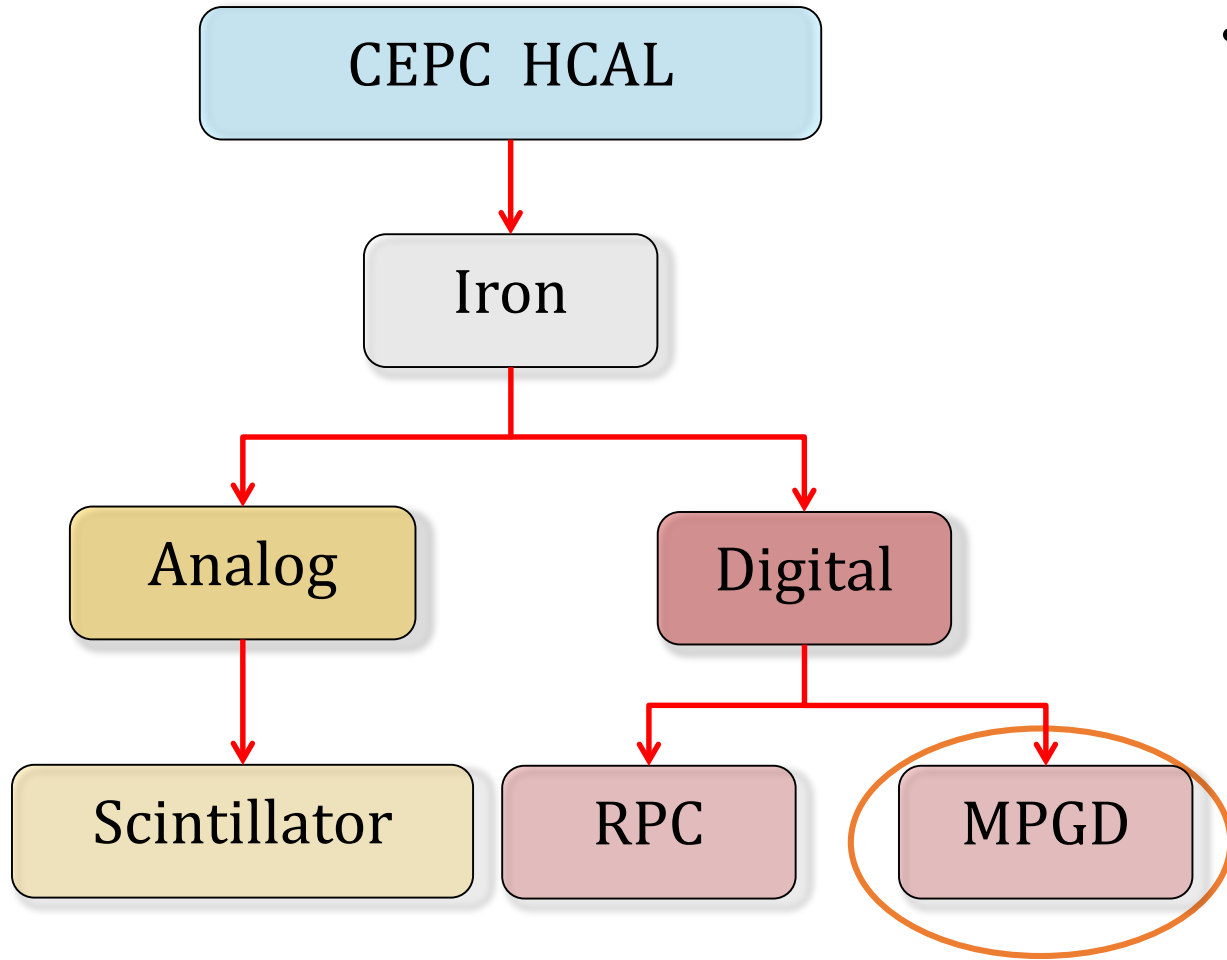 CEPC HCAL
Iron
Analog
Digital
Scintillator
RPC
MPGD